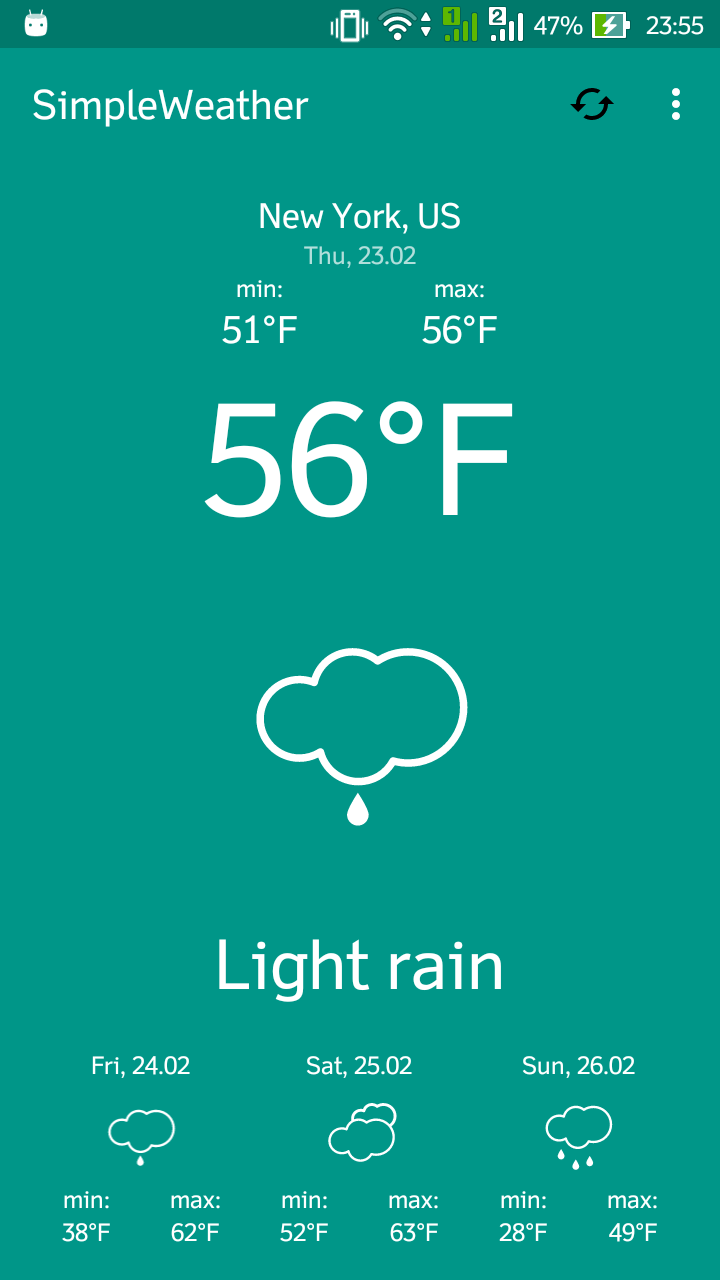 1 2 47% 23:55
SimpleWeather
New York, US
Thu, 23.02
min: max:
51°F 56°F
56°F
Light rain
Fri, 24.02 Sat, 25.02 Sun, 26.02
min: max: min: max: min: max:
38°F 62°F 52°F 63°F 28°F 49°F